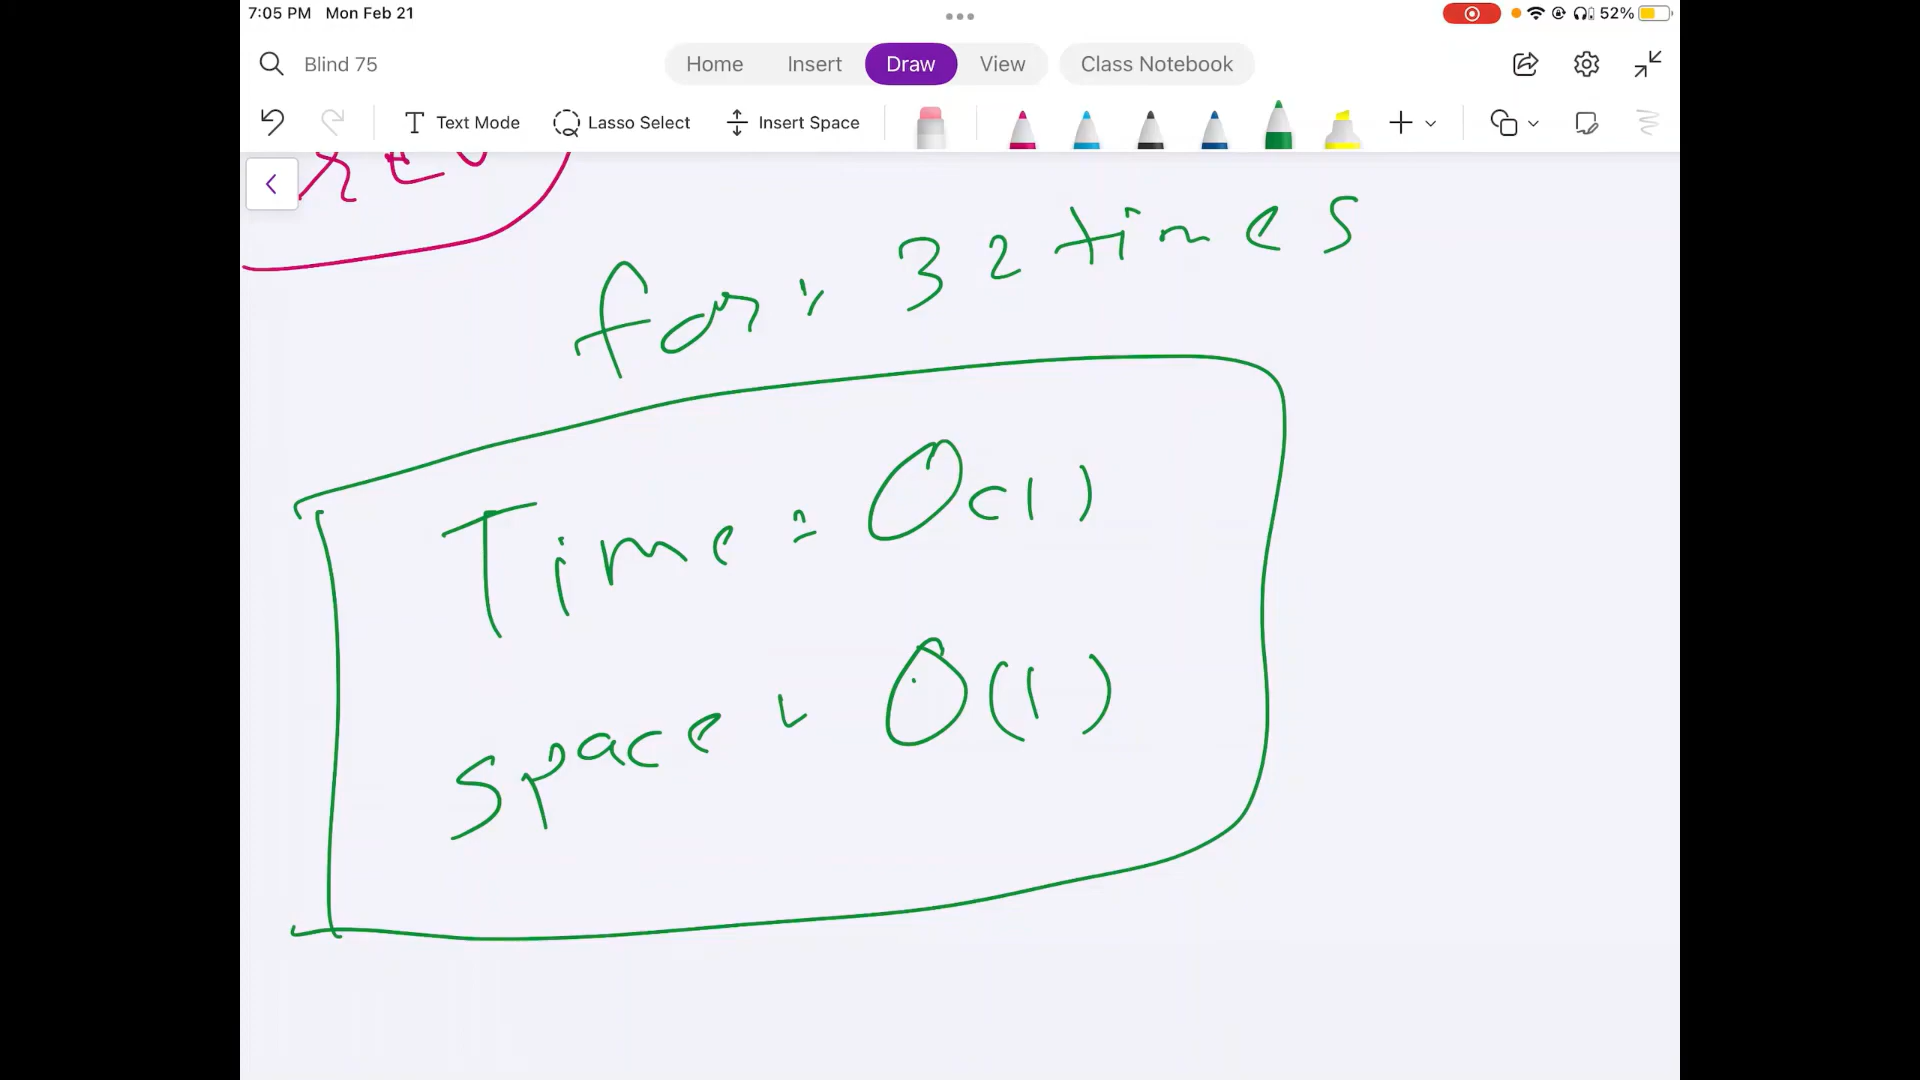 7:05 PM Mon Feb 21
52%
Blind 75
Home Insert Draw View Class Notebook
Text Mode Lasso Select Insert Space
for: 32 times
Time: O(1)
Space: O(1)